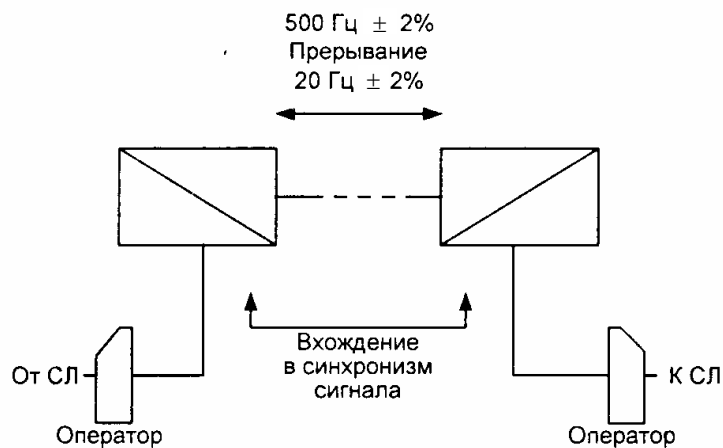 500 Гц ± 2%
Прерывание
20 Гц ± 2%
Вхождение
в синхронизм
сигнала
От СЛ
К СЛ
Оператор
Оператор